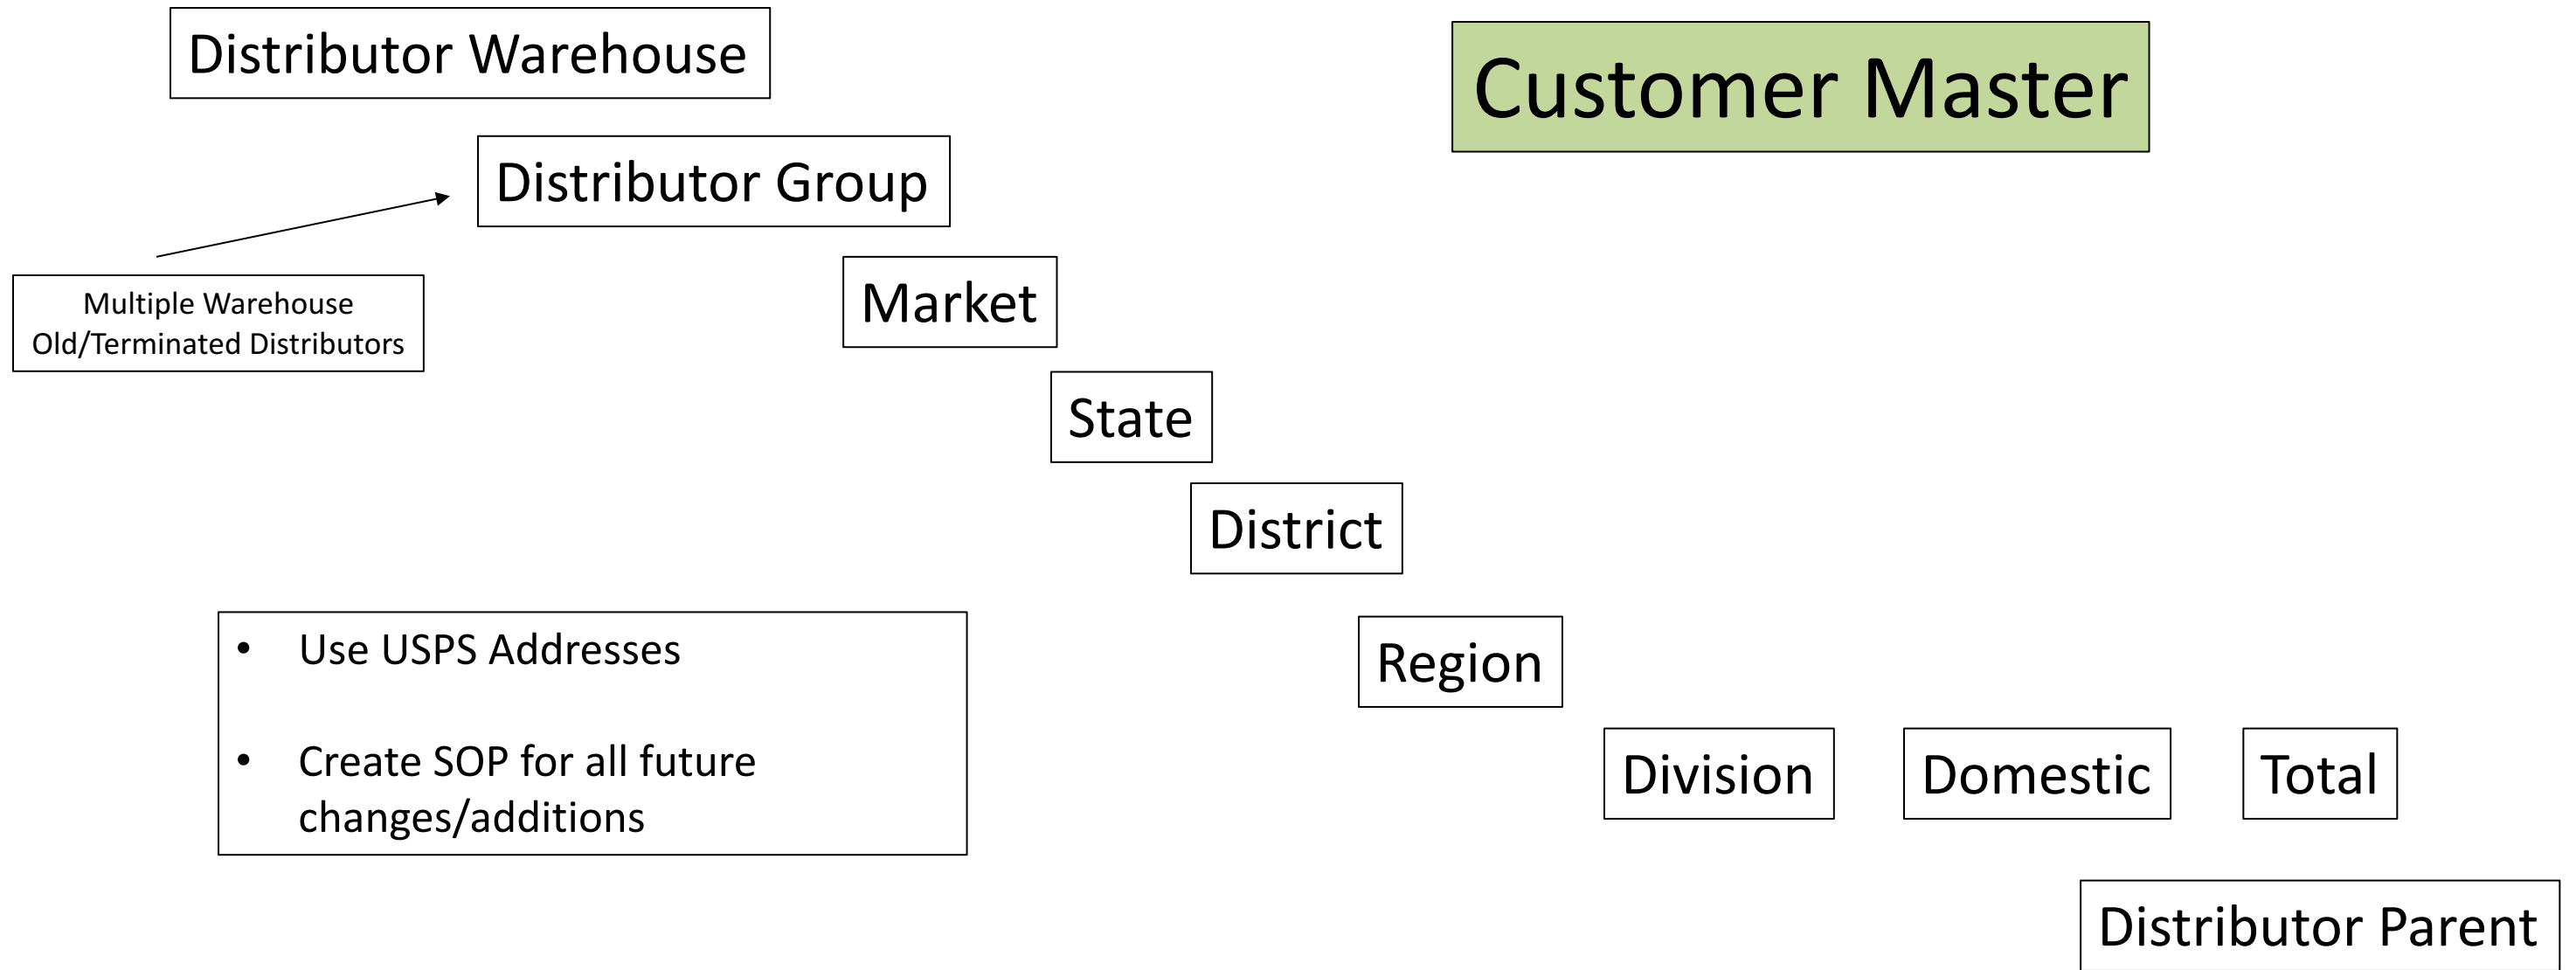 Distributor Warehouse
Customer Master
Distributor Group
Multiple Warehouse
Old/Terminated Distributors
Market
State
District
Region
• Use USPS Addresses
• Create SOP for all future
changes/additions
Division
Domestic
Total
Distributor Parent